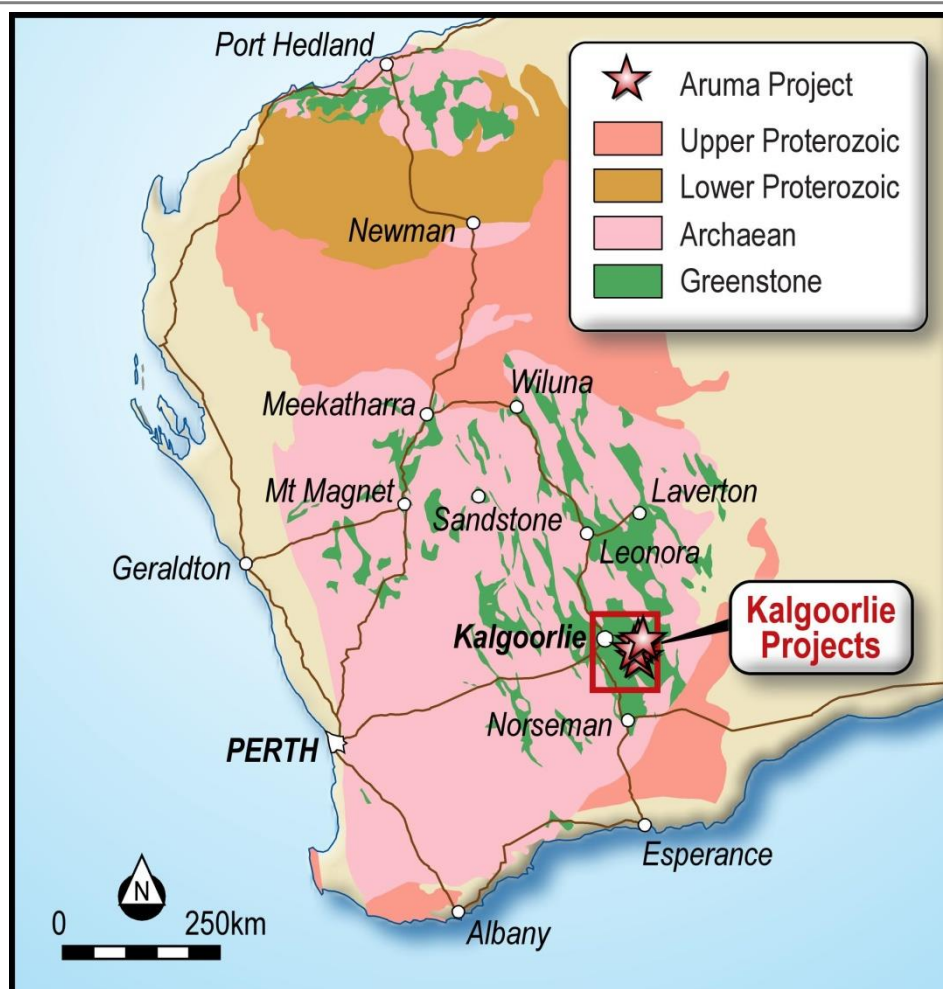 Port Hedland
Aruma Project
Upper Proterozoic
Lower Proterozoic
Archaean
Greenstone
Newman
Wiluna
Meekatharra
Laverton
Mt Magnet
Sandstone
Leonora
Geraldton
Kalgoorlie
Projects
Kalgoorlie
Norseman
PERTH
Esperance
N
0 250km
Albany